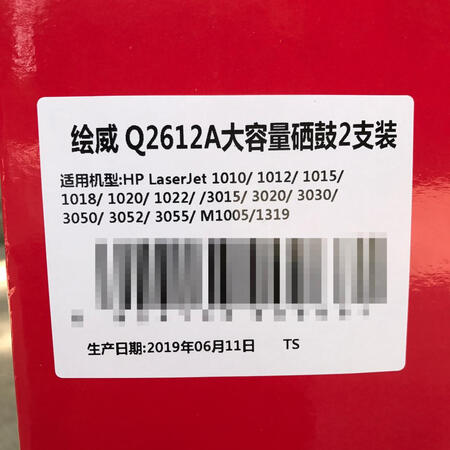 绘威 Q2612A大容量硒鼓2支装
适用机型:HP LaserJet 1010/ 1012/ 1015/
1018/ 1020/ 1022/ /3015/ 3020/ 3030/
3050/ 3052/ 3055/ M1005/1319
生产日期:2019年06月11日 TS